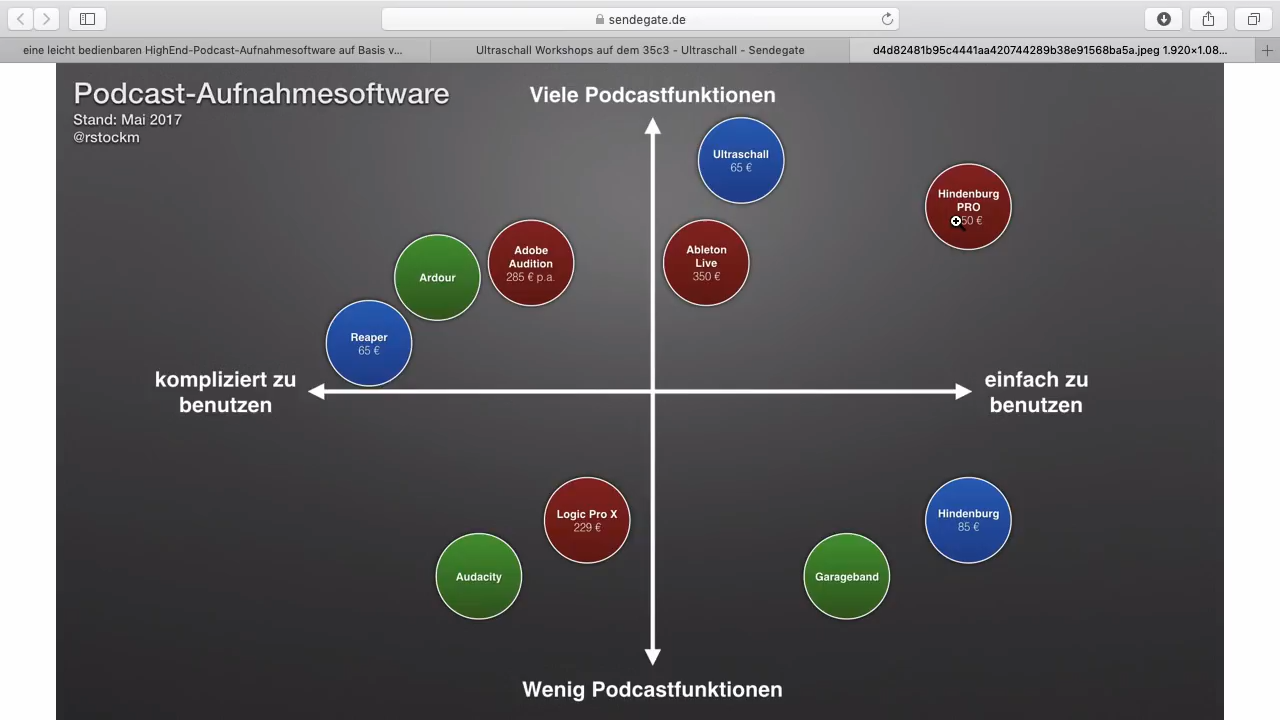 sendegate.de
eine leicht bedienbaren HighEnd-Podcast-Aufnahmesoftware auf Basis v...
Ultraschall Workshops auf dem 35c3 - Ultraschall - Sendegate
d4d82481b95c4441aa420744289b38e91568ba5a.jpeg 1.920×1.08...
Podcast-Aufnahmesoftware
Stand: Mai 2017
@rstockm
Viele Podcastfunktionen
Ultraschall
65 €
Hindenburg
PRO
50 €
Adobe
Audition
285 € p.a.
Ableton
Live
350 €
Ardour
Reaper
65 €
kompliziert zu
benutzen
einfach zu
benutzen
Logic Pro X
229 €
Hindenburg
85 €
Audacity
Garageband
Wenig Podcastfunktionen